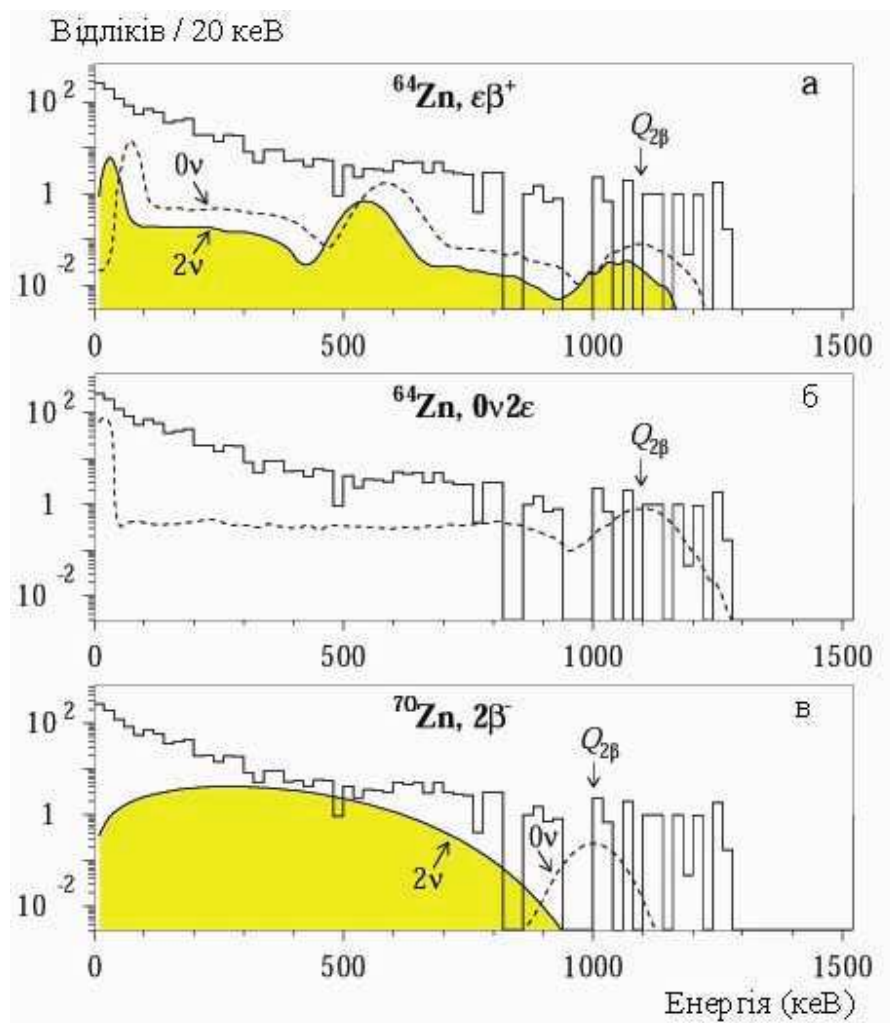 Відліків / 20 кеВ
⁶⁴Zn, εβ⁺
а
10²
1
10⁻²
0ν
2ν
Q₂β
0 500 1000 1500
⁶⁴Zn, 0ν2ε
б
10²
1
10⁻²
Q₂β
0 500 1000 1500
⁷⁰Zn, 2β⁻
в
10²
1
10⁻²
2ν
0ν
Q₂β
0 500 1000 1500
Енергія (кеВ)